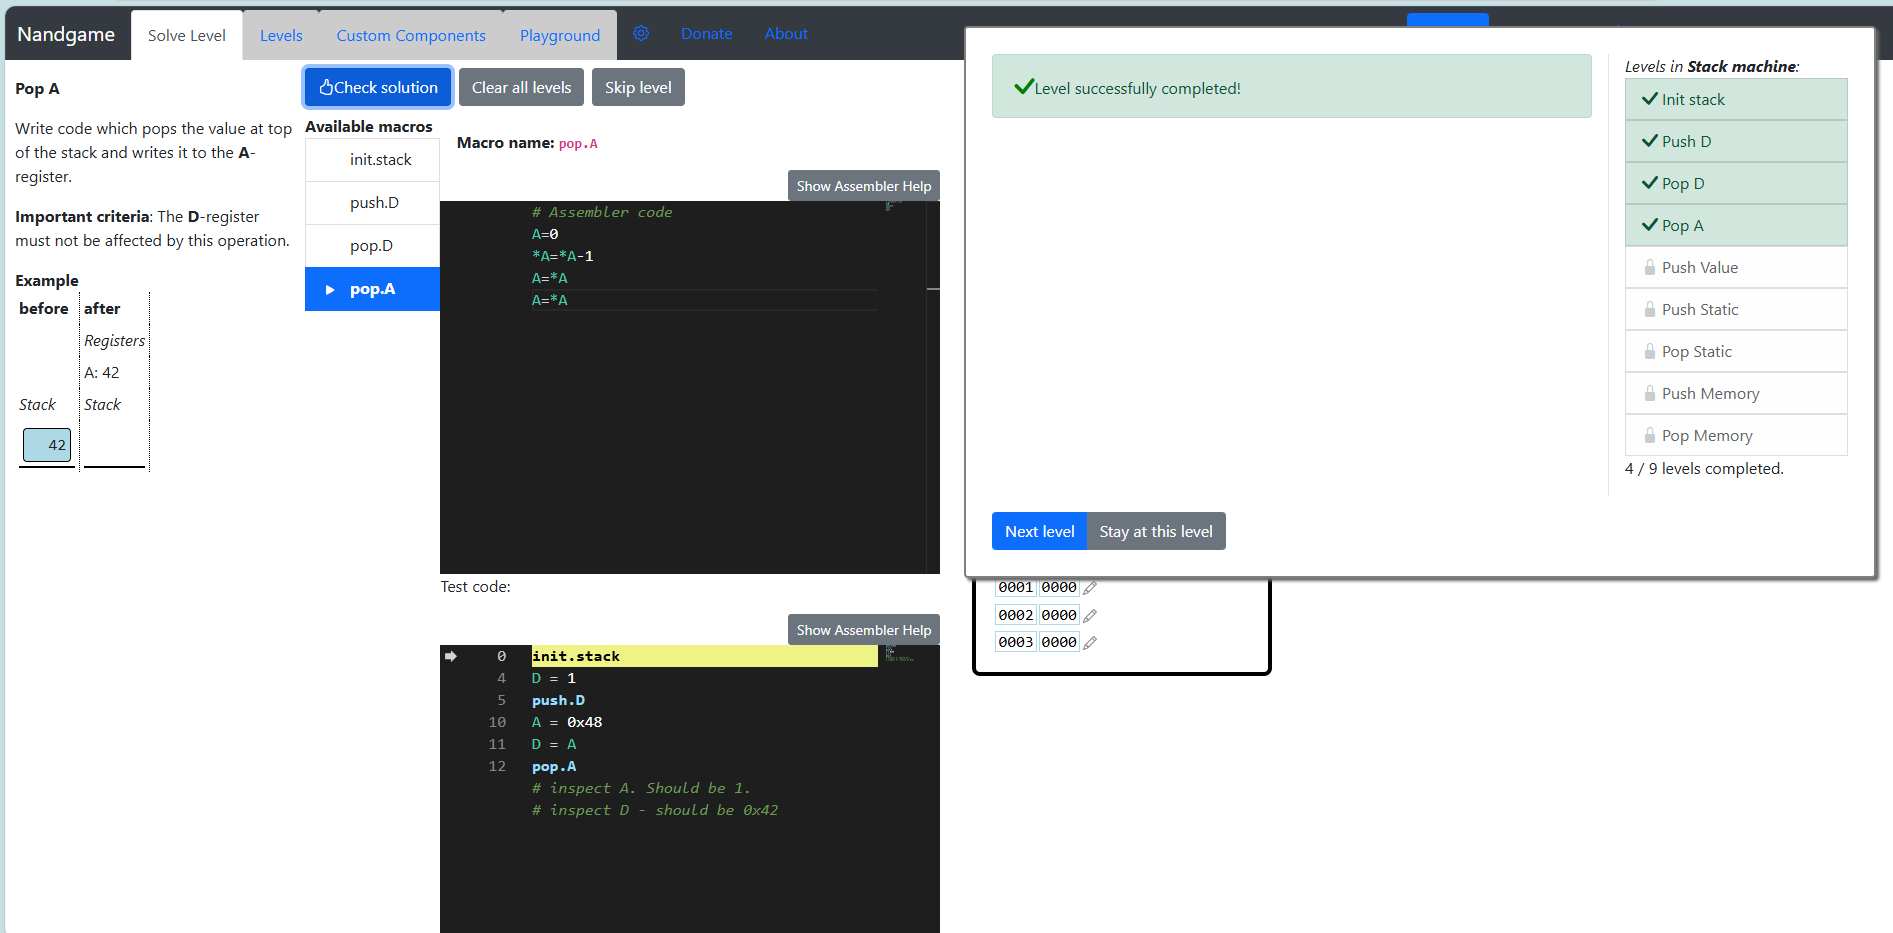 Nandgame
Solve Level
Levels
Custom Components
Playground
Donate
About
Pop A
Write code which pops the value at top
of the stack and writes it to the A-
register.
Important criteria: The D-register
must not be affected by this operation.
Example
before after
Registers
A: 42
Stack Stack
42
Check solution
Clear all levels
Skip level
Available macros
init.stack
push.D
pop.D
pop.A
Macro name: pop.A
Show Assembler Help
# Assembler code
A=0
*A=*A-1
A=*A
A=*A
Test code:
Show Assembler Help
0 init.stack
4 D = 1
5 push.D
10 A = 0x48
11 D = A
12 pop.A
# inspect A. Should be 1.
# inspect D - should be 0x42
Level successfully completed!
Next level
Stay at this level
Levels in Stack machine:
Init stack
Push D
Pop D
Pop A
Push Value
Push Static
Pop Static
Push Memory
Pop Memory
4 / 9 levels completed.
0001 0000
0002 0000
0003 0000